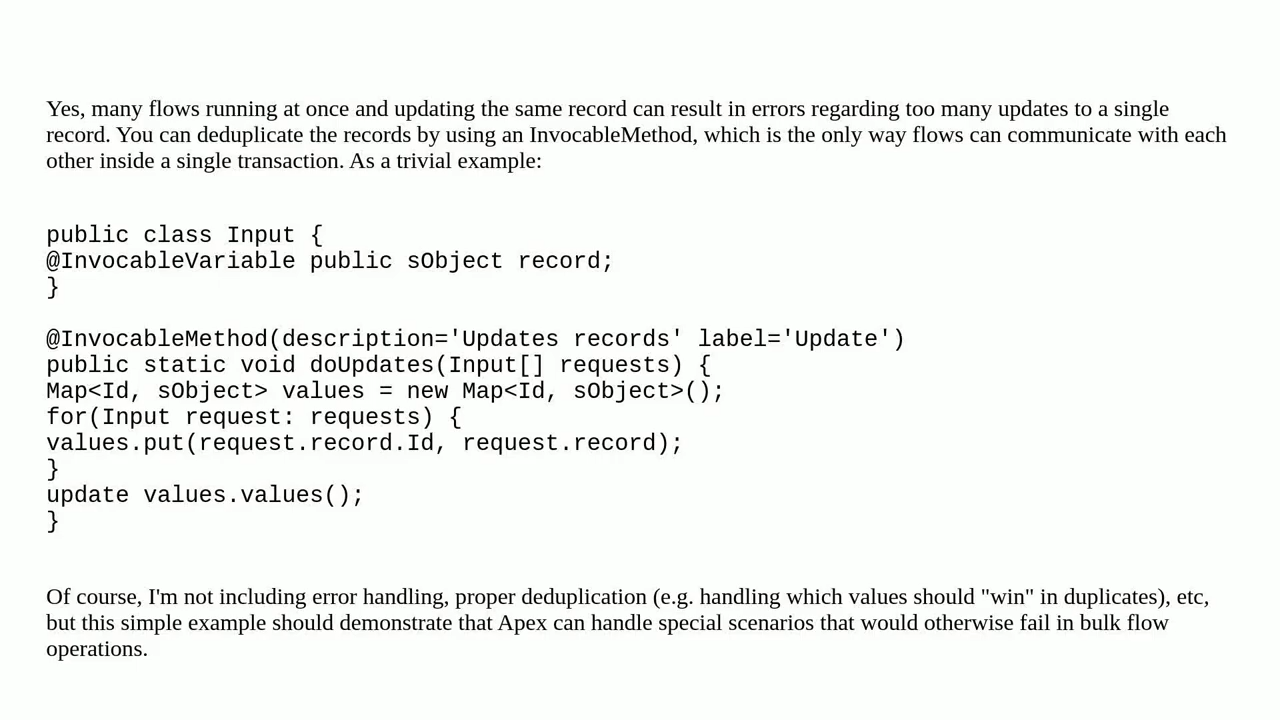 Yes, many flows running at once and updating the same record can result in errors regarding too many updates to a single
record. You can deduplicate the records by using an InvocableMethod, which is the only way flows can communicate with each
other inside a single transaction. As a trivial example:
public class Input {
@InvocableVariable public sObject record;
}
@InvocableMethod(description='Updates records' label='Update')
public static void doUpdates(Input[] requests) {
Map<Id, sObject> values = new Map<Id, sObject>();
for(Input request: requests) {
values.put(request.record.Id, request.record);
}
update values.values();
}
Of course, I'm not including error handling, proper deduplication (e.g. handling which values should "win" in duplicates), etc,
but this simple example should demonstrate that Apex can handle special scenarios that would otherwise fail in bulk flow
operations.